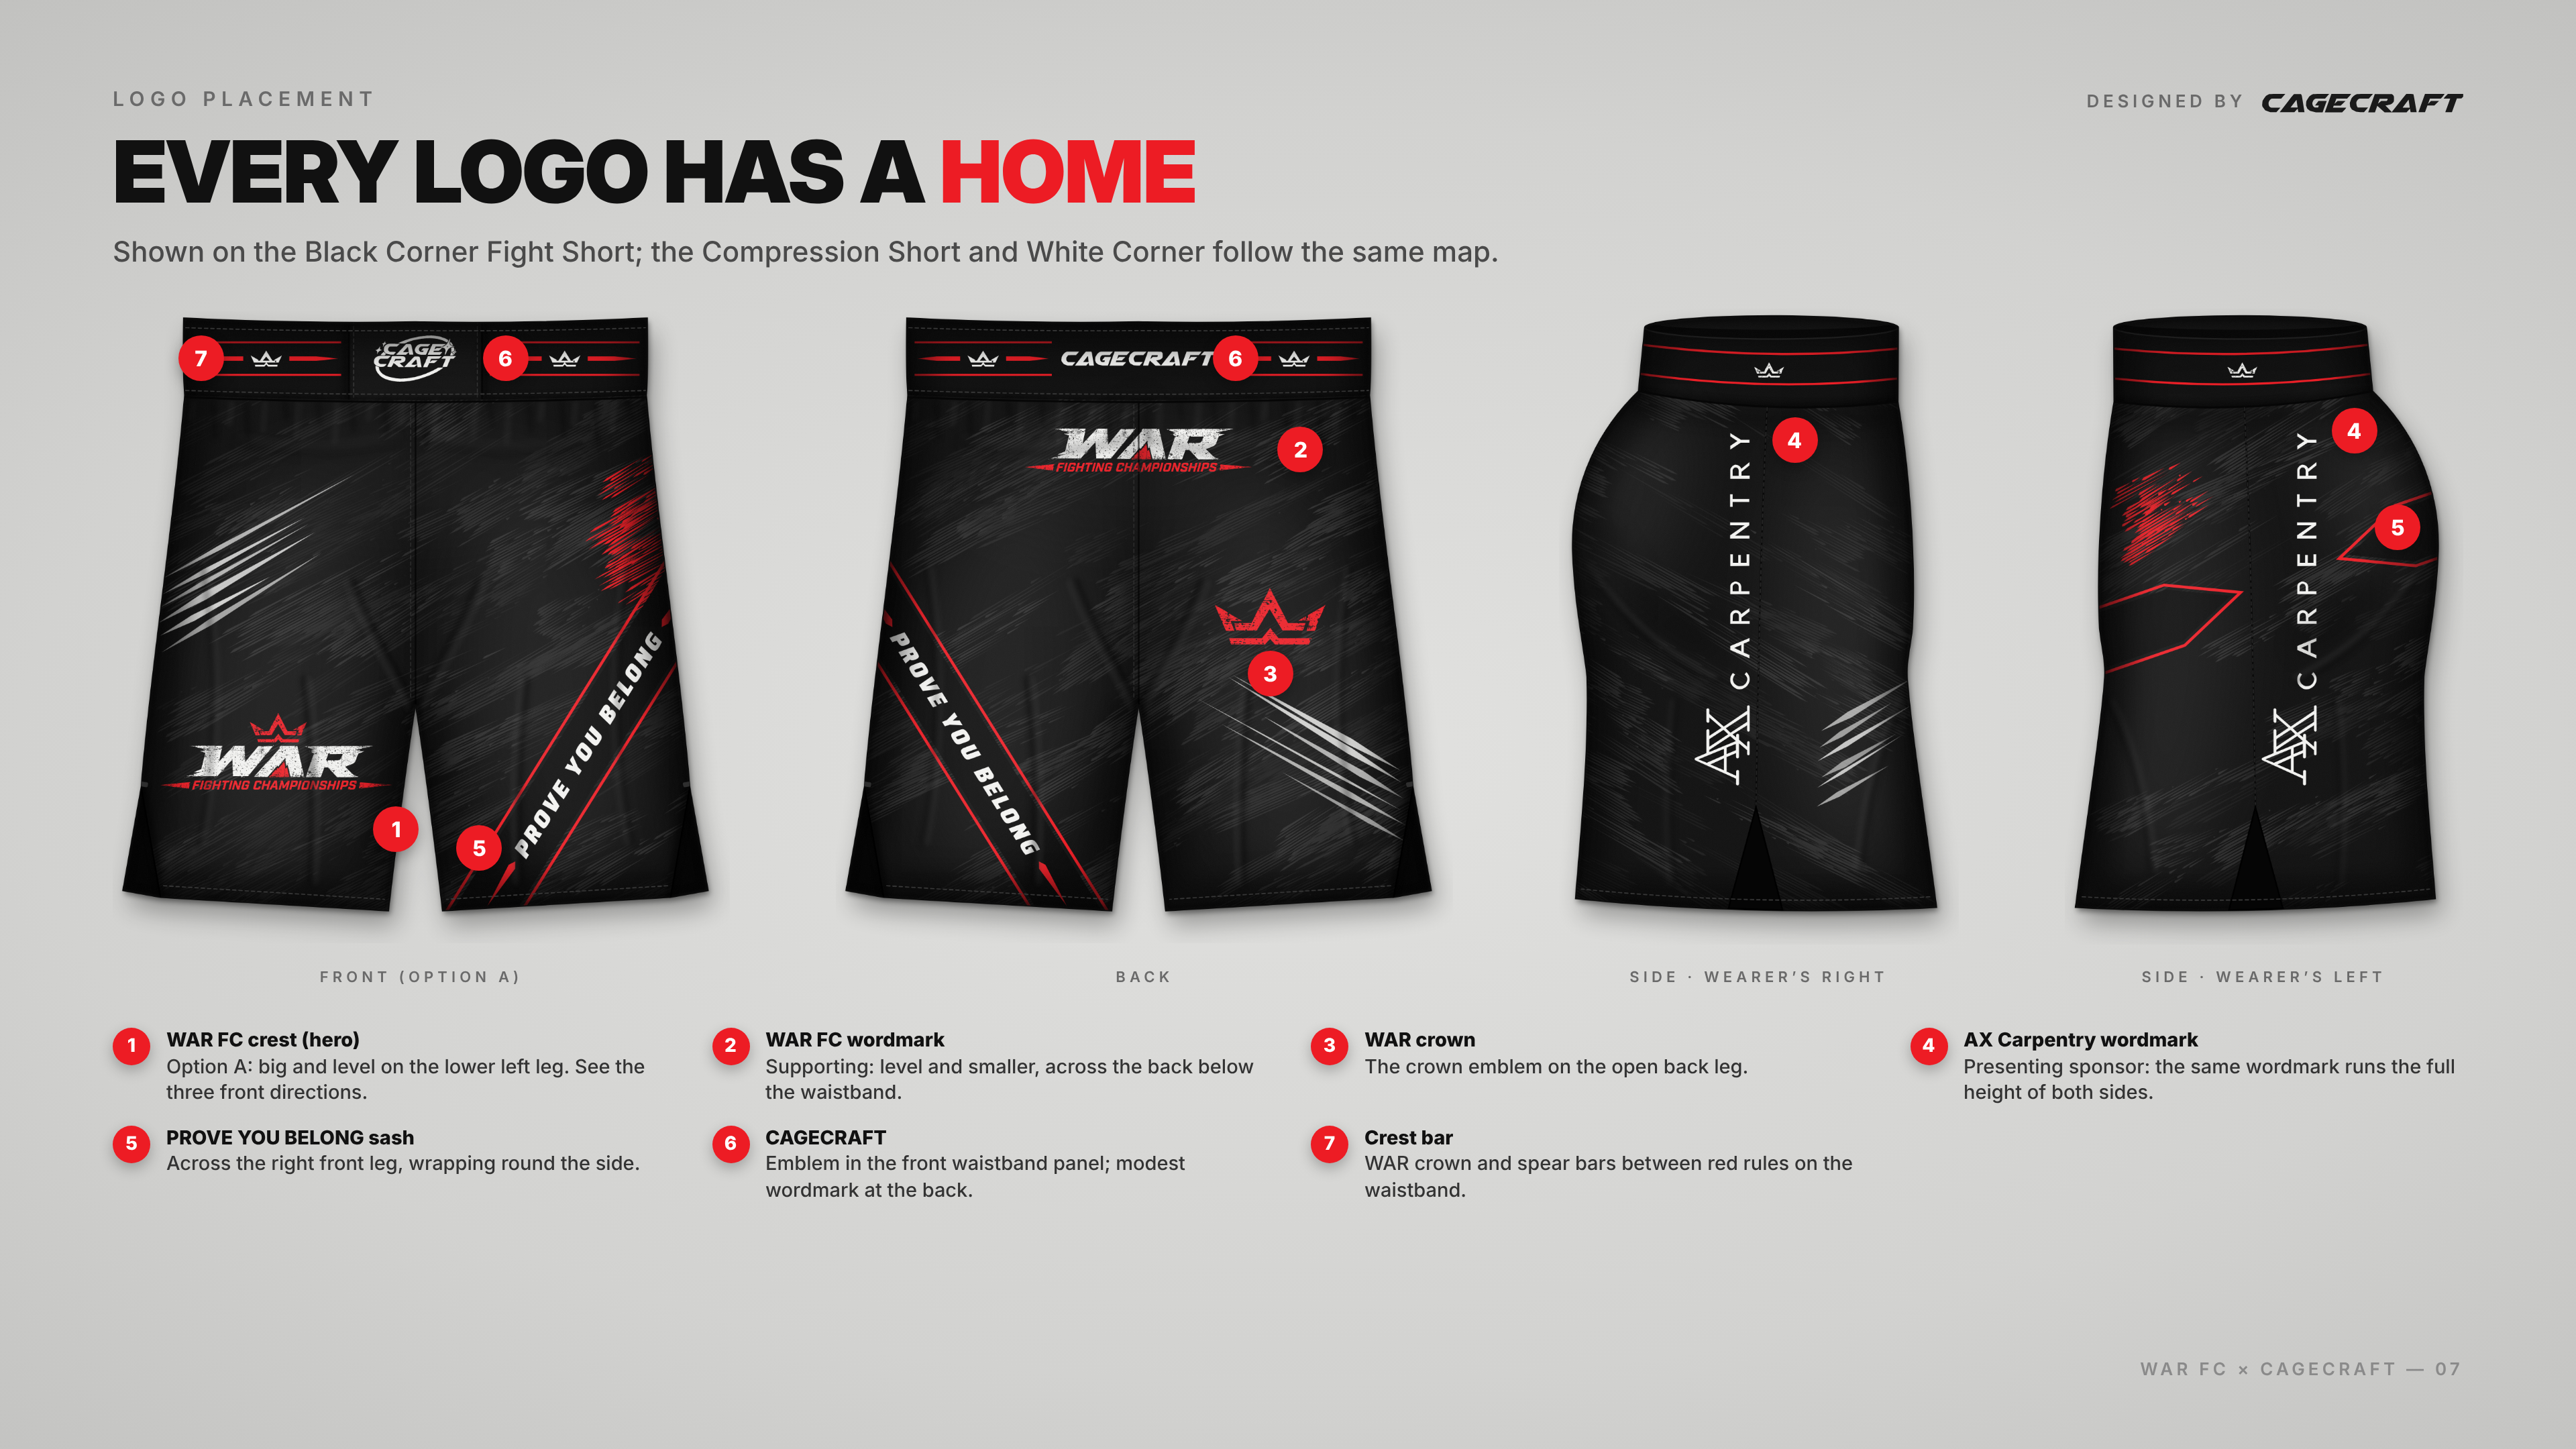 LOGO PLACEMENT
DESIGNED BY CAGECRAFT
EVERY LOGO HAS A HOME
Shown on the Black Corner Fight Short; the Compression Short and White Corner follow the same map.
7
CAGE
CRAFT
6
CAGECRAFT
6
WAR
FIGHTING CHAMPIONSHIPS
2
4
CARPENTRY
AX
4
CARPENTRY
AX
5
3
WAR
FIGHTING CHAMPIONSHIPS
1
PROVE YOU BELONG
5
PROVE YOU BELONG
FRONT (OPTION A)
BACK
SIDE · WEARER'S RIGHT
SIDE · WEARER'S LEFT
1 WAR FC crest (hero)
Option A: big and level on the lower left leg. See the
three front directions.
2 WAR FC wordmark
Supporting: level and smaller, across the back below
the waistband.
3 WAR crown
The crown emblem on the open back leg.
4 AX Carpentry wordmark
Presenting sponsor: the same wordmark runs the full
height of both sides.
5 PROVE YOU BELONG sash
Across the right front leg, wrapping round the side.
6 CAGECRAFT
Emblem in the front waistband panel; modest
wordmark at the back.
7 Crest bar
WAR crown and spear bars between red rules on the
waistband.
WAR FC × CAGECRAFT — 07